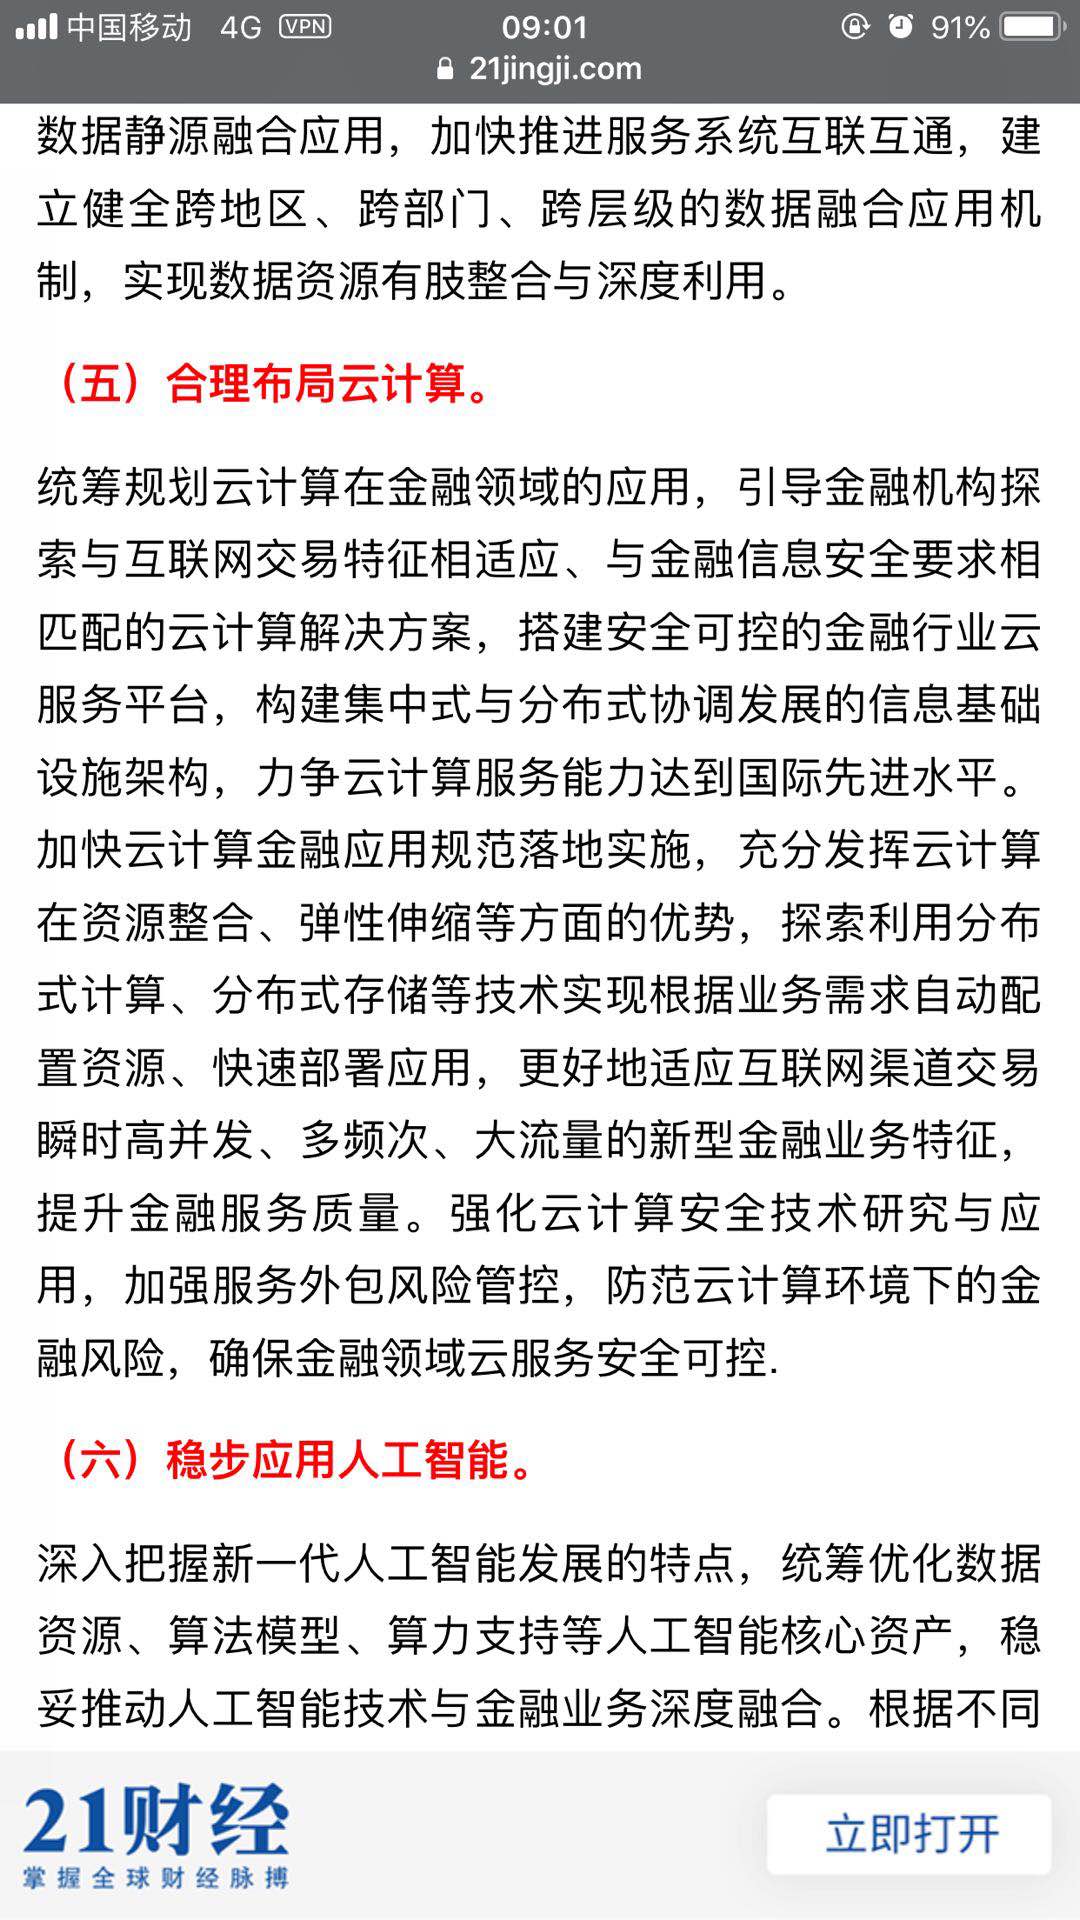 中国移动 4G VPN 09:01 91%
21jingji.com
数据静源融合应用，加快推进服务系统互联互通，建
立健全跨地区、跨部门、跨层级的数据融合应用机
制，实现数据资源有肢整合与深度利用。
（五）合理布局云计算。
统筹规划云计算在金融领域的应用，引导金融机构探
索与互联网交易特征相适应、与金融信息安全要求相
匹配的云计算解决方案，搭建安全可控的金融行业云
服务平台，构建集中式与分布式协调发展的信息基础
设施架构，力争云计算服务能力达到国际先进水平。
加快云计算金融应用规范落地实施，充分发挥云计算
在资源整合、弹性伸缩等方面的优势，探索利用分布
式计算、分布式存储等技术实现根据业务需求自动配
置资源、快速部署应用，更好地适应互联网渠道交易
瞬时高并发、多频次、大流量的新型金融业务特征，
提升金融服务质量。强化云计算安全技术研究与应
用，加强服务外包风险管控，防范云计算环境下的金
融风险，确保金融领域云服务安全可控.
（六）稳步应用人工智能。
深入把握新一代人工智能发展的特点，统筹优化数据
资源、算法模型、算力支持等人工智能核心资产，稳
妥推动人工智能技术与金融业务深度融合。根据不同
21财经
掌握全球财经脉搏
立即打开